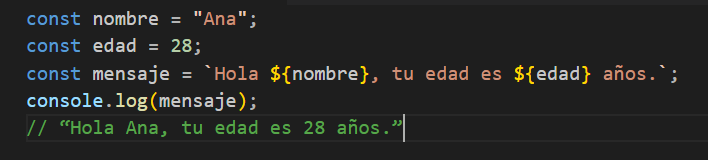 const nombre = "Ana";
const edad = 28;
const mensaje = `Hola ${nombre}, tu edad es ${edad} años.`;
console.log(mensaje);
// “Hola Ana, tu edad es 28 años.”